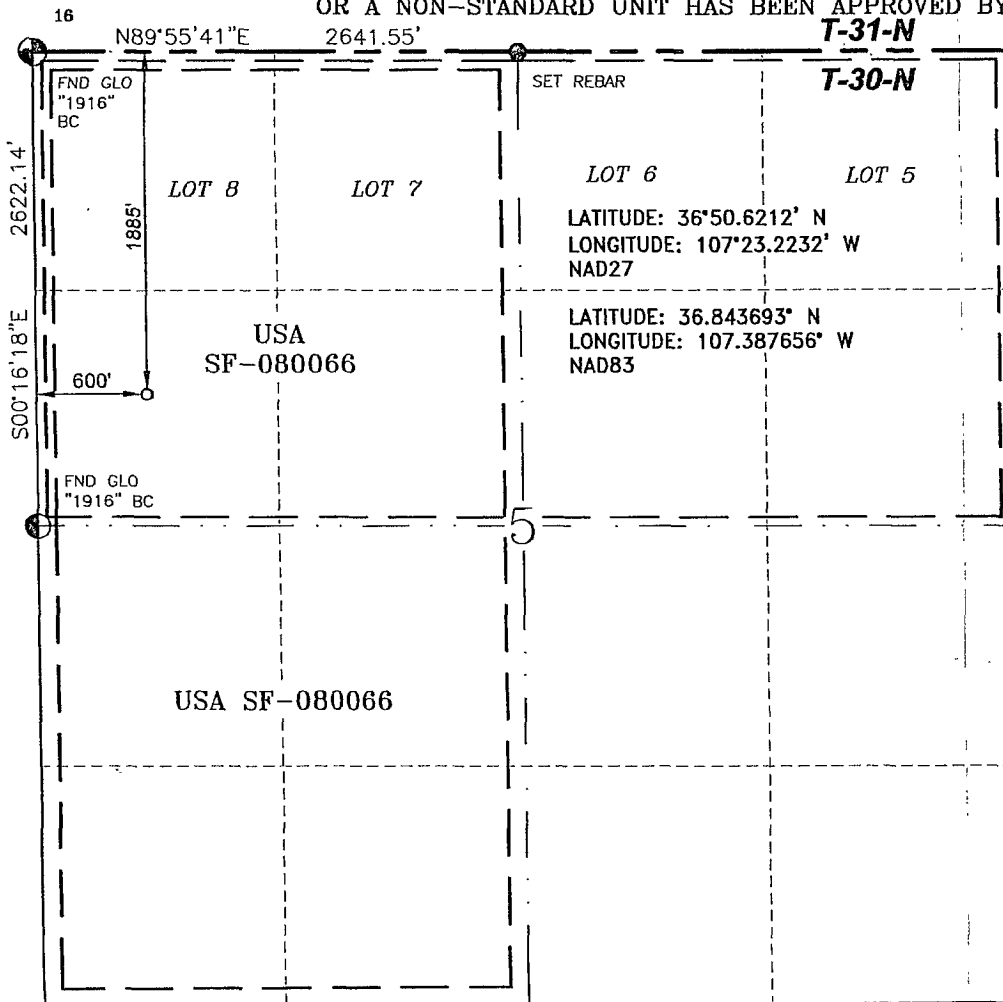 OR A NON-STANDARD UNIT HAS BEEN APPROVED BY
16
N89°55'41"E 2641.55'
T-31-N
T-30-N
FND GLO
"1916"
BC
SET REBAR
2622.14'
S00°16'18"E
1885'
LOT 8
LOT 7
LOT 6
LOT 5
LATITUDE: 36°50.6212' N
LONGITUDE: 107°23.2232' W
NAD27
LATITUDE: 36.843693° N
LONGITUDE: 107.387656° W
NAD83
USA
SF-080066
600'
FND GLO
"1916" BC
5
USA SF-080066